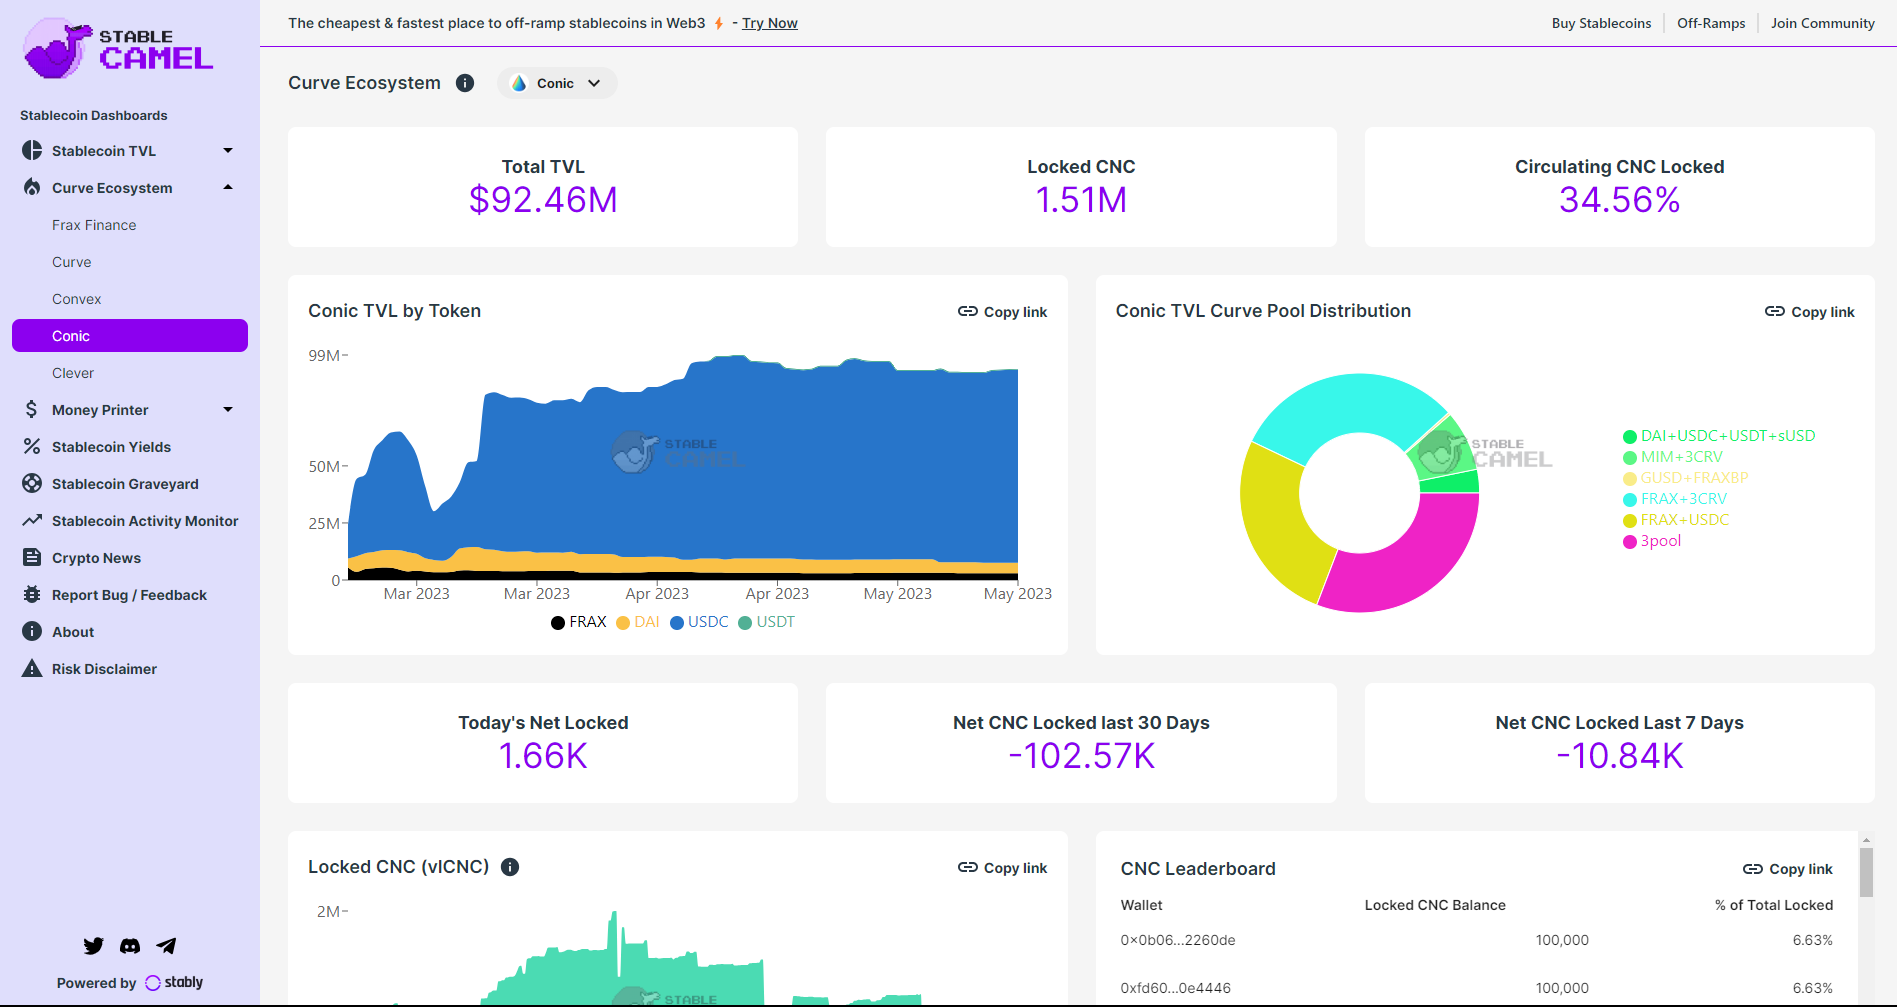 STABLE
CAMEL
The cheapest & fastest place to off-ramp stablecoins in Web3 ⚡ - Try Now
Buy Stablecoins
Off-Ramps
Join Community
Stablecoin Dashboards
Stablecoin TVL
Curve Ecosystem
Frax Finance
Curve
Convex
Conic
Clever
Money Printer
Stablecoin Yields
Stablecoin Graveyard
Stablecoin Activity Monitor
Crypto News
Report Bug / Feedback
About
Risk Disclaimer
Powered by stably
Curve Ecosystem
Conic
Total TVL
$92.46M
Locked CNC
1.51M
Circulating CNC Locked
34.56%
Conic TVL by Token
Copy link
99M
50M
25M
0
STABLE
CAMEL
Mar 2023 Mar 2023 Apr 2023 Apr 2023 May 2023 May 2023
FRAX DAI USDC USDT
Conic TVL Curve Pool Distribution
Copy link
STABLE
CAMEL
DAI+USDC+USDT+sUSD
MIM+3CRV
GUSD+FRAXBP
FRAX+3CRV
FRAX+USDC
3pool
Today's Net Locked
1.66K
Net CNC Locked last 30 Days
-102.57K
Net CNC Locked Last 7 Days
-10.84K
Locked CNC (vlCNC)
Copy link
2M
STABLE
CNC Leaderboard
Copy link
Wallet Locked CNC Balance % of Total Locked
0x0b06...2260de 100,000 6.63%
0xfd60...0e4446 100,000 6.63%